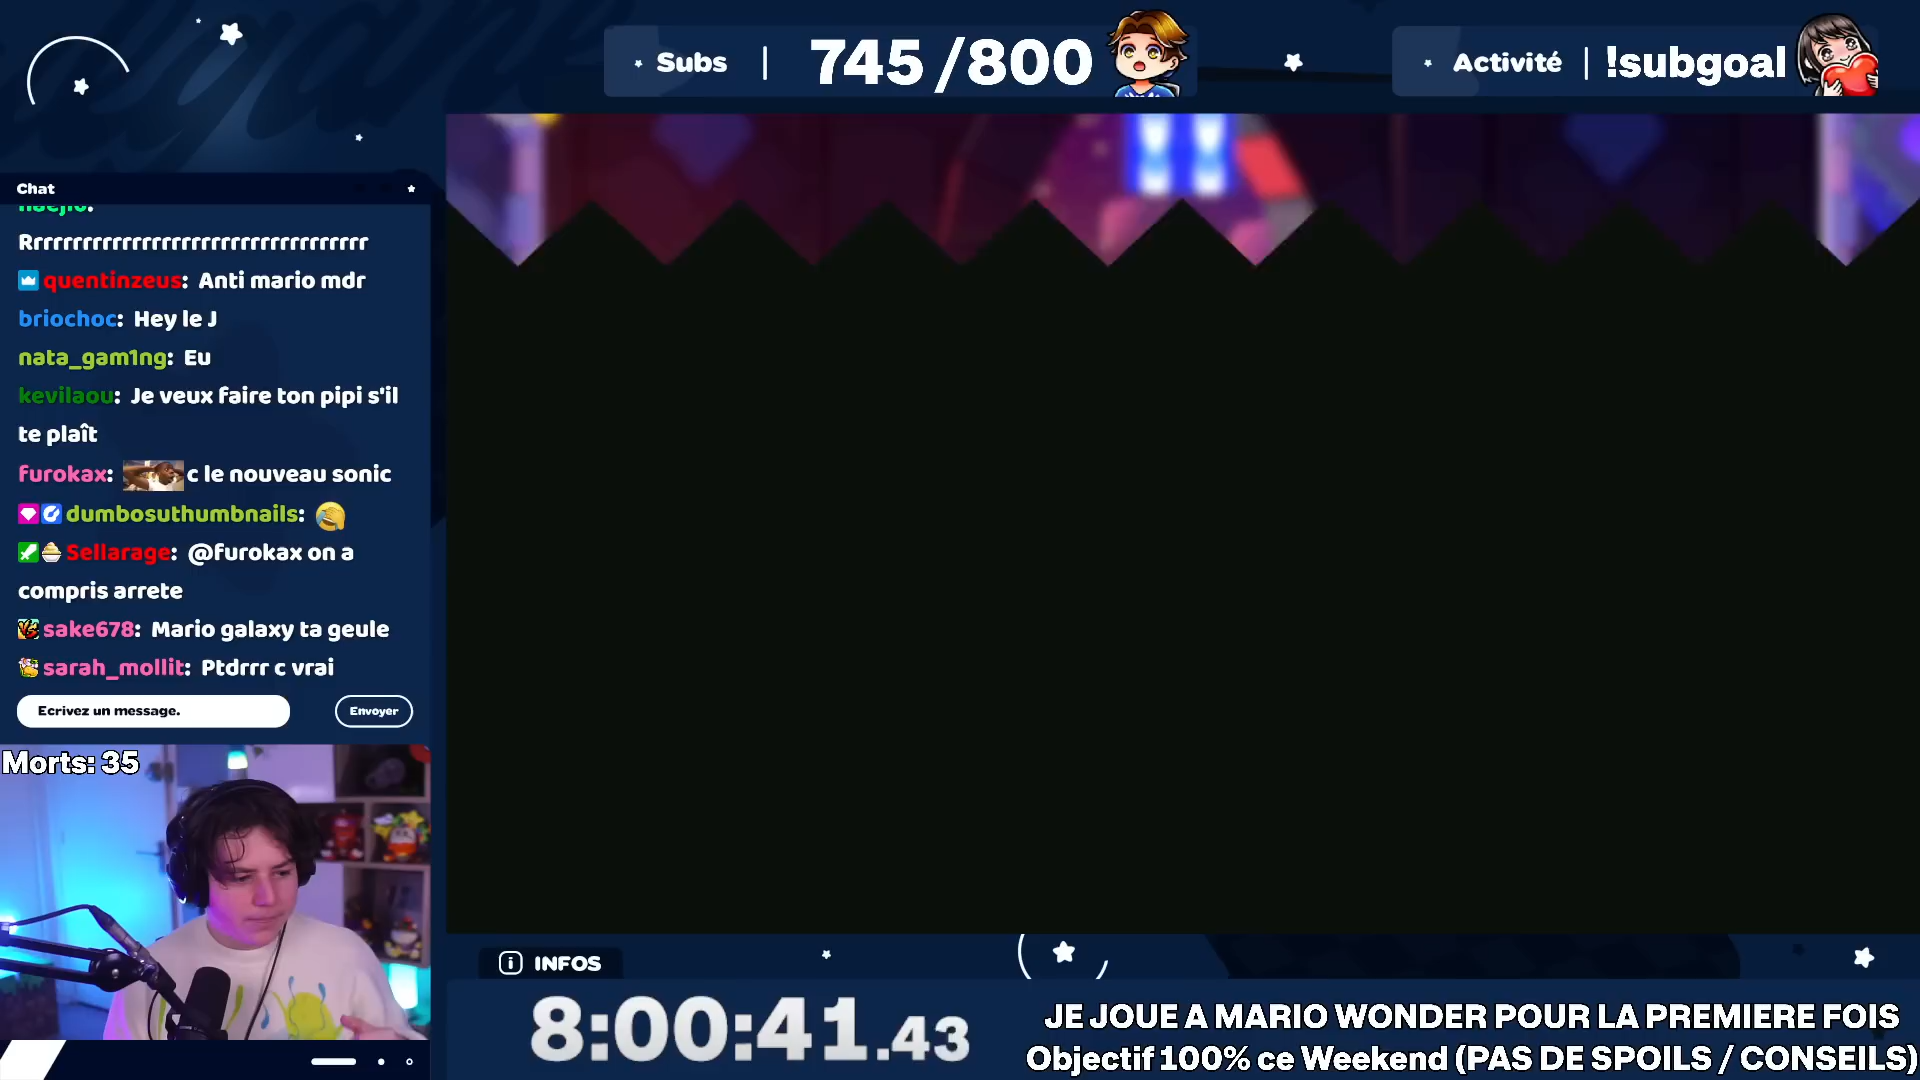 Subs | 745 /800
Activité | !subgoal
Chat
naejio:
Rrrrrrrrrrrrrrrrrrrrrrrrrrrrrrrrrrr
quentinzeus: Anti mario mdr
briochoc: Hey le J
nata_gam1ng: Eu
kevilaou: Je veux faire ton pipi s'il
te plaît
furokax: c le nouveau sonic
dumbosuthumbnails:
Sellarage: @furokax on a
compris arrete
sake678: Mario galaxy ta geule
sarah_mollit: Ptdrrr c vrai
Ecrivez un message.
Envoyer
Morts: 35
INFOS
8:00:41.43
JE JOUE A MARIO WONDER POUR LA PREMIERE FOIS
Objectif 100% ce Weekend (PAS DE SPOILS / CONSEILS)